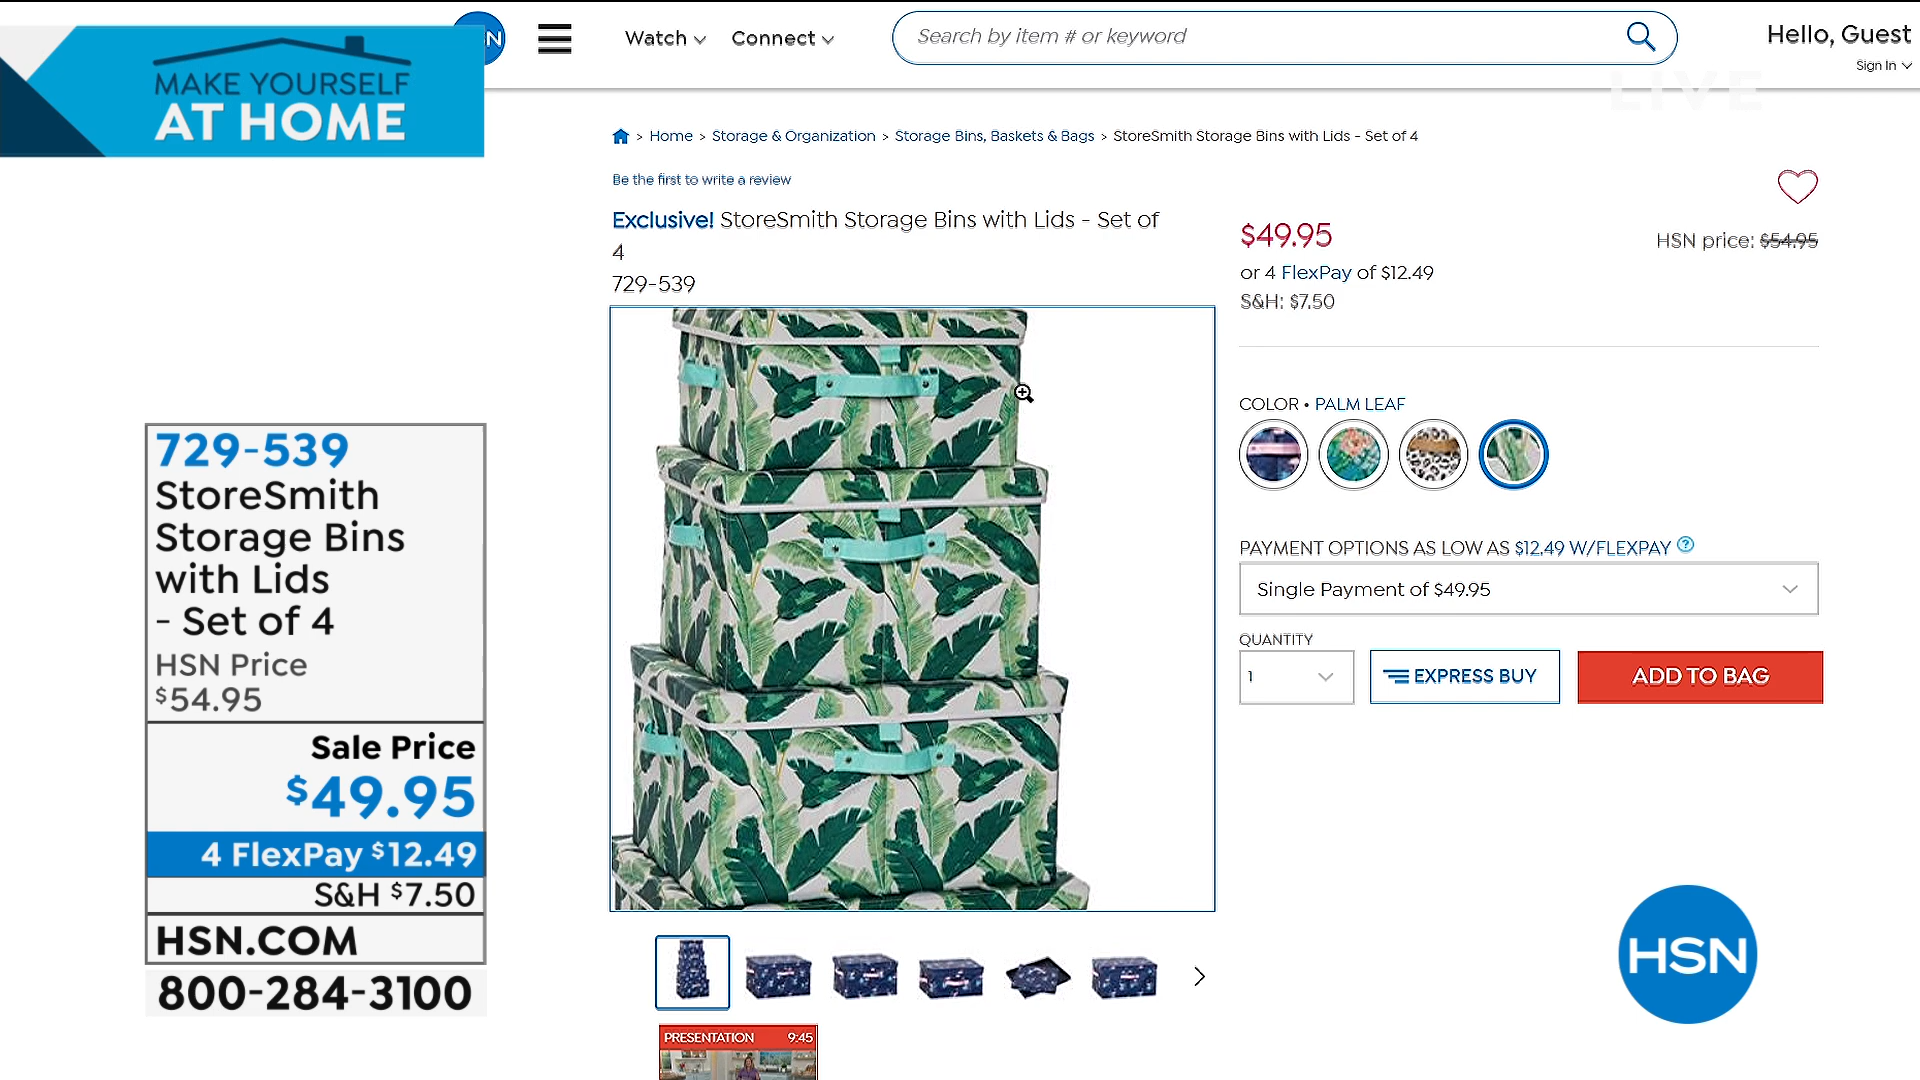 MAKE YOURSELF
AT HOME
N
Watch
Connect
Search by item # or keyword
Hello, Guest
Sign In
LIVE
> Home > Storage & Organization > Storage Bins, Baskets & Bags > StoreSmith Storage Bins with Lids - Set of 4
Be the first to write a review
Exclusive! StoreSmith Storage Bins with Lids - Set of
4
729-539
$49.95
HSN price: $54.95
or 4 FlexPay of $12.49
S&H: $7.50
COLOR • PALM LEAF
PAYMENT OPTIONS AS LOW AS $12.49 W/FLEXPAY ?
Single Payment of $49.95
QUANTITY
1
EXPRESS BUY
ADD TO BAG
729-539
StoreSmith
Storage Bins
with Lids
- Set of 4
HSN Price
$54.95
Sale Price
$49.95
4 FlexPay $12.49
S&H $7.50
HSN.COM
800-284-3100
PRESENTATION 9:45
HSN